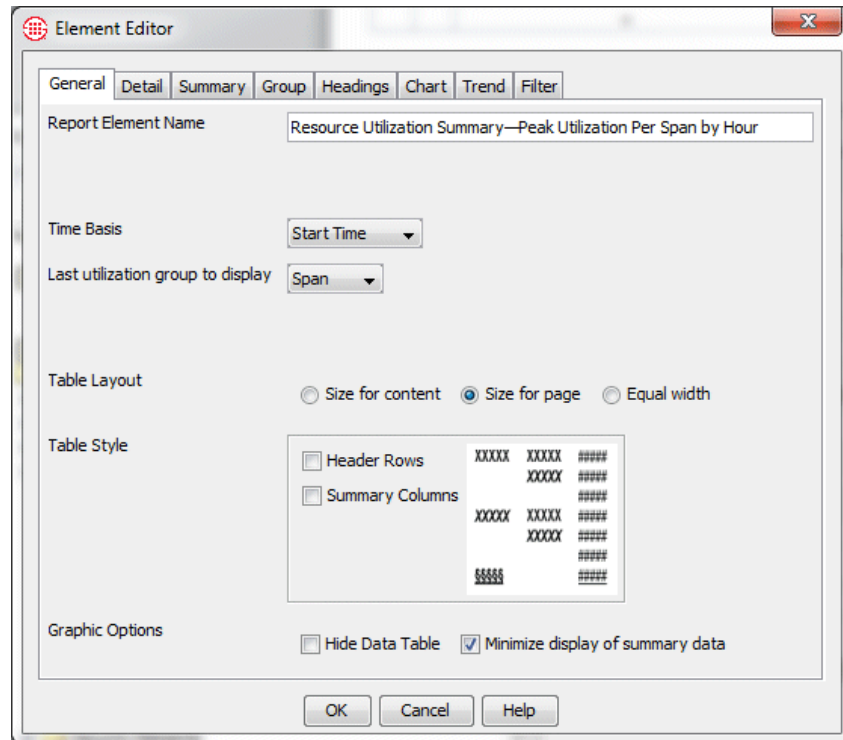 Element Editor
General Detail Summary Group Headings Chart Trend Filter
Report Element Name Resource Utilization Summary—Peak Utilization Per Span by Hour
Time Basis Start Time
Last utilization group to display Span
Table Layout Size for content Size for page Equal width
Table Style
Header Rows
Summary Columns
XXXXX XXXXX #####
XXXXX #####
#####
XXXXX XXXXX #####
XXXXX #####
#####
§§§§§ #####
Graphic Options Hide Data Table Minimize display of summary data
OK Cancel Help